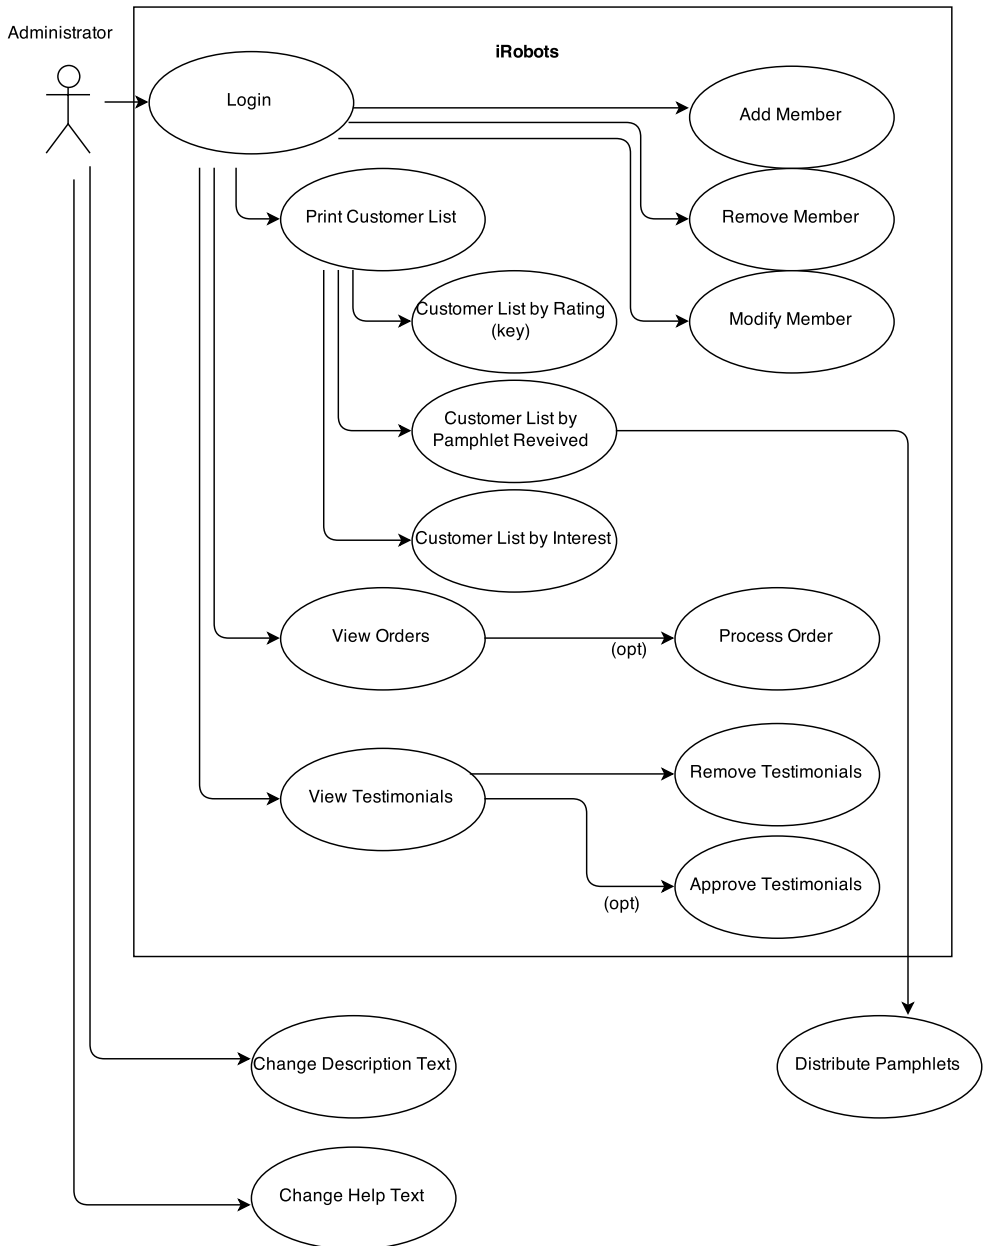 Administrator
iRobots
Login
Add Member
Print Customer List
Remove Member
Customer List by Rating
(key)
Modify Member
Customer List by
Pamphlet Reveived
Customer List by Interest
View Orders
(opt)
Process Order
View Testimonials
Remove Testimonials
Approve Testimonials
(opt)
Change Description Text
Distribute Pamphlets
Change Help Text